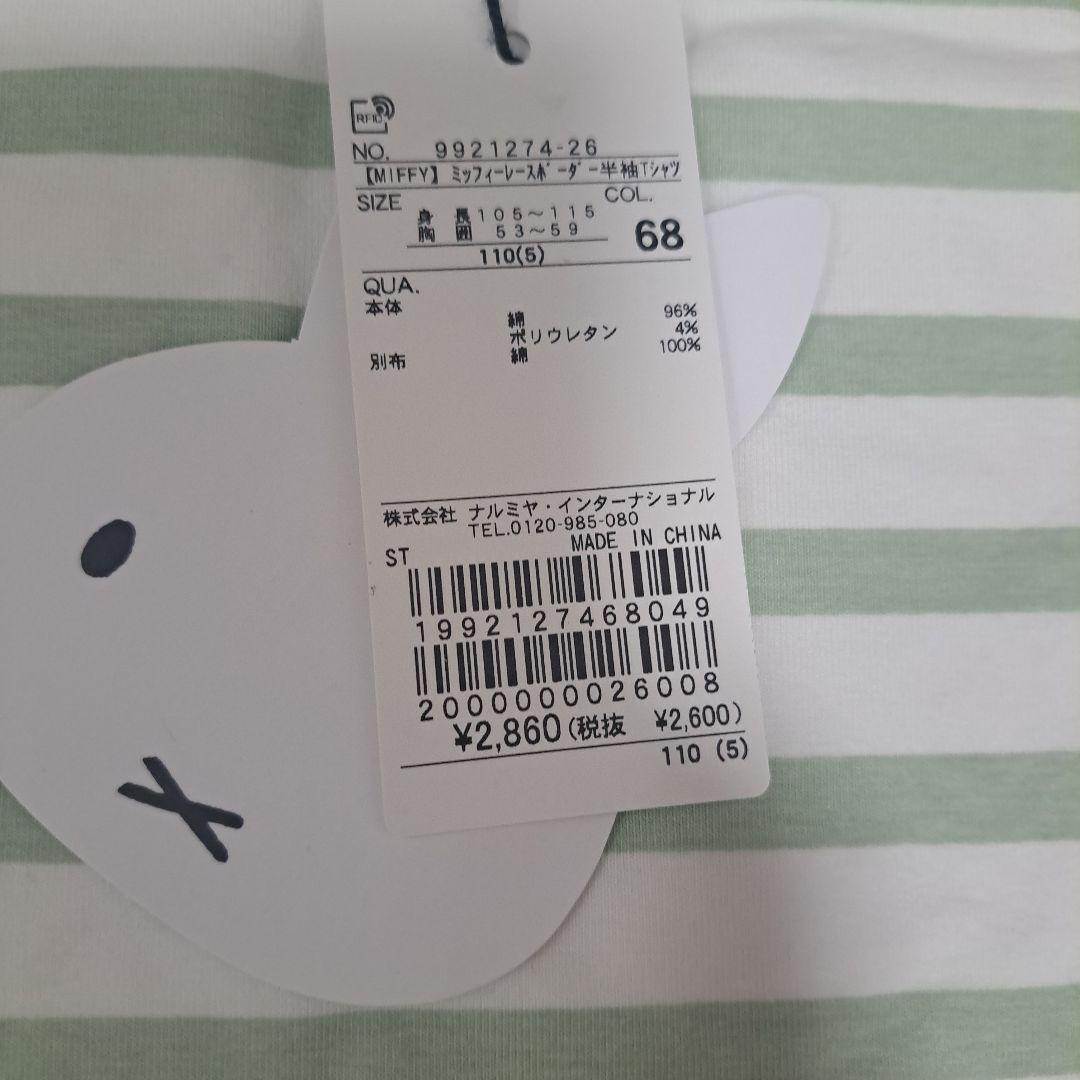 RFID
NO. 9921274-26
【MIFFY】 ﾐｯﾌｨｰﾚｰｽﾎﾞｰﾀﾞｰ半袖Tｼｬﾂ
SIZE COL.
身長 105～115
胸囲 53～59
68
110(5)
QUA.
本体 綿 96%
ポリウレタン 4%
別布 綿 100%
株式会社 ナルミヤ・インターナショナル
TEL.0120-985-080
ST MADE IN CHINA
1992127468049
2000000026008
¥2,860(税抜 ¥2,600)
110 (5)